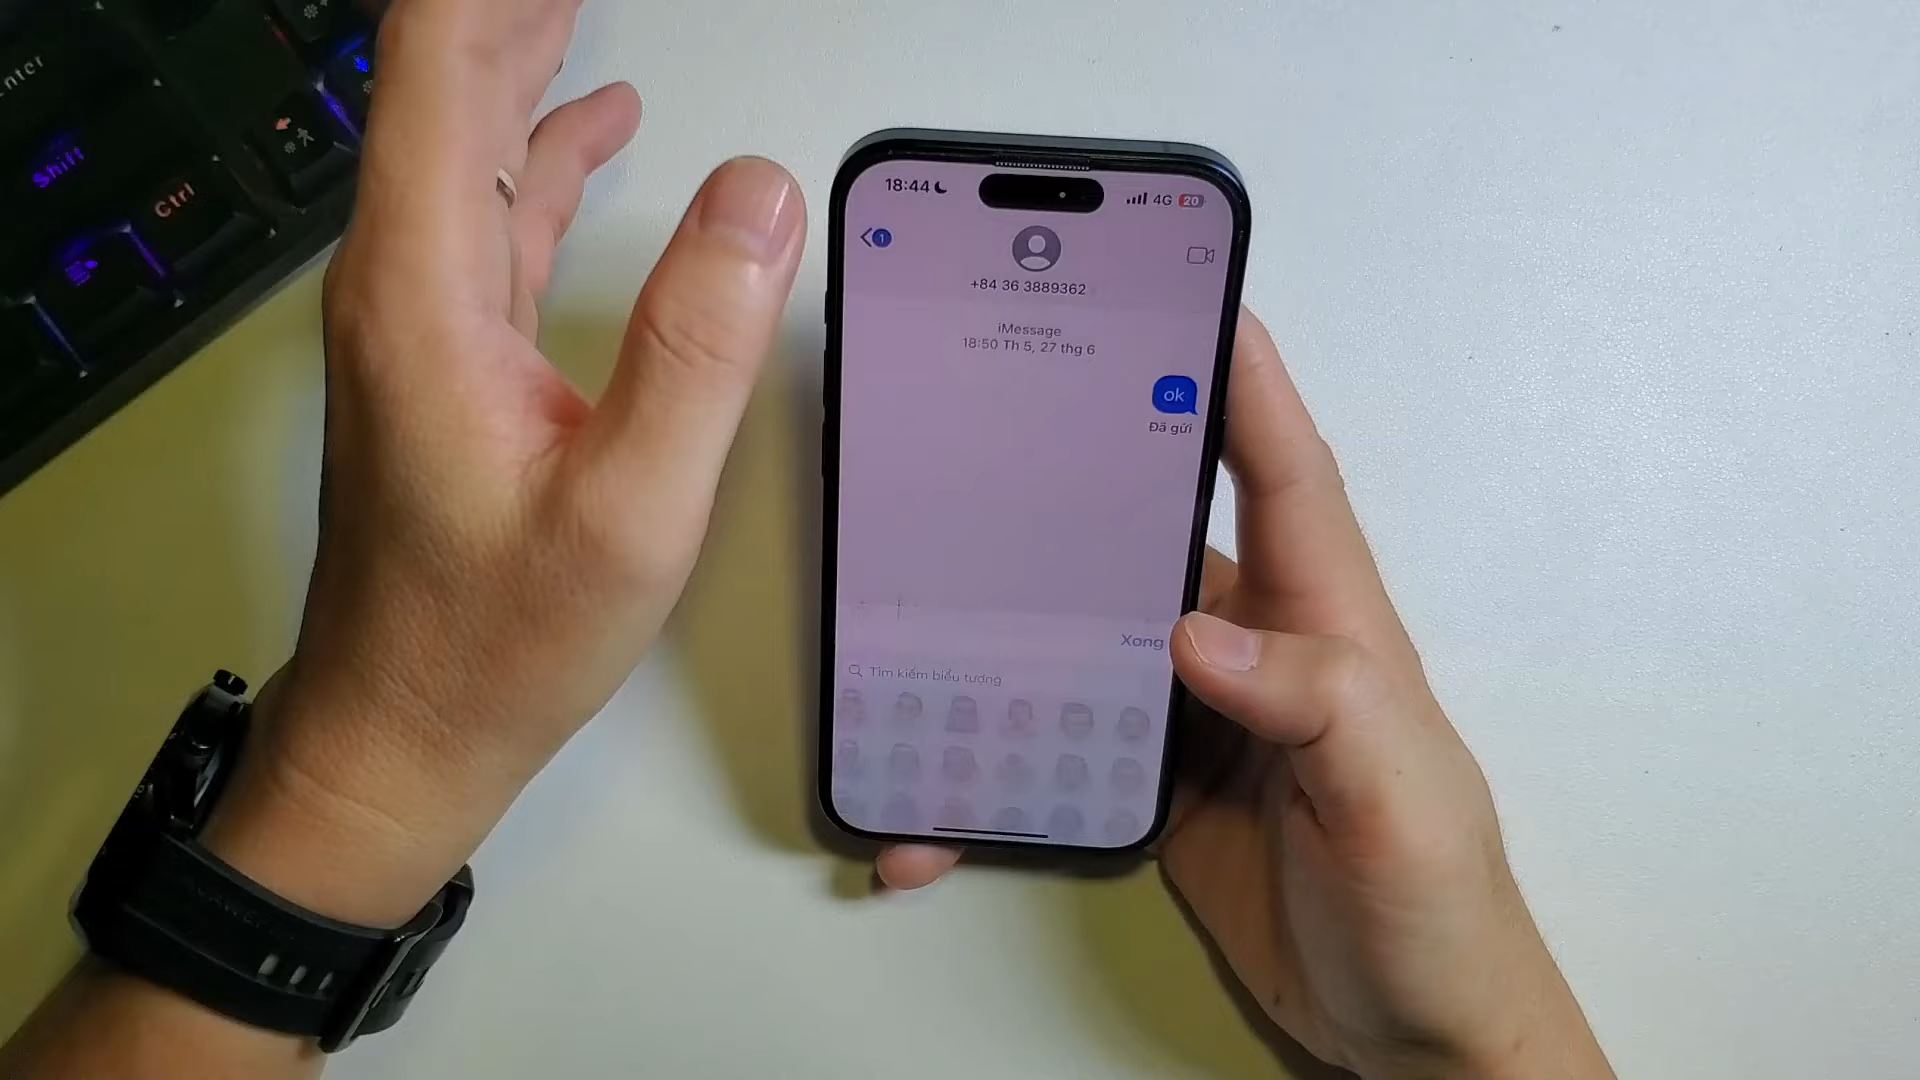 Shift
Ctrl
18:44
4G 20
1
+84 36 3889362
iMessage
18:50 Th 5, 27 thg 6
ok
Đã gửi
Xong
Tìm kiếm biểu tượng